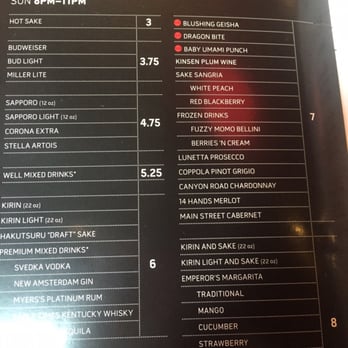 SUN 8PM–11PM
HOT SAKE 3
BUDWEISER
BUD LIGHT 3.75
MILLER LITE
SAPPORO (12 oz)
SAPPORO LIGHT (12 oz) 4.75
CORONA EXTRA
STELLA ARTOIS
WELL MIXED DRINKS* 5.25
KIRIN (22 oz)
KIRIN LIGHT (22 oz)
HAKUTSURU "DRAFT" SAKE
PREMIUM MIXED DRINKS* 6
SVEDKA VODKA
NEW AMSTERDAM GIN
MYERS'S PLATINUM RUM
TIMES KENTUCKY WHISKY
BLUSHING GEISHA
DRAGON BITE
BABY UMAMI PUNCH
KINSEN PLUM WINE
SAKE SANGRIA
WHITE PEACH
RED BLACKBERRY
FROZEN DRINKS 7
FUZZY MOMO BELLINI
BERRIES 'N CREAM
LUNETTA PROSECCO
COPPOLA PINOT GRIGIO
CANYON ROAD CHARDONNAY
14 HANDS MERLOT
MAIN STREET CABERNET
KIRIN AND SAKE (22 oz)
KIRIN LIGHT AND SAKE (22 oz)
EMPEROR'S MARGARITA
TRADITIONAL
MANGO 8
CUCUMBER
STRAWBERRY